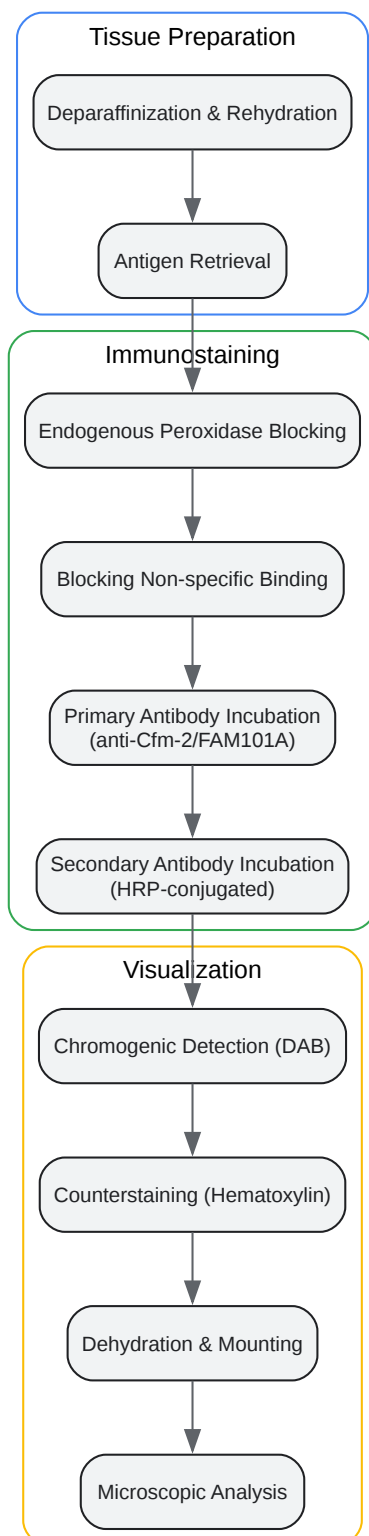 Tissue Preparation
Deparaffinization & Rehydration
Antigen Retrieval
Immunostaining
Endogenous Peroxidase Blocking
Blocking Non-specific Binding
Primary Antibody Incubation
(anti-Cfm-2/FAM101A)
Secondary Antibody Incubation
(HRP-conjugated)
Visualization
Chromogenic Detection (DAB)
Counterstaining (Hematoxylin)
Dehydration & Mounting
Microscopic Analysis